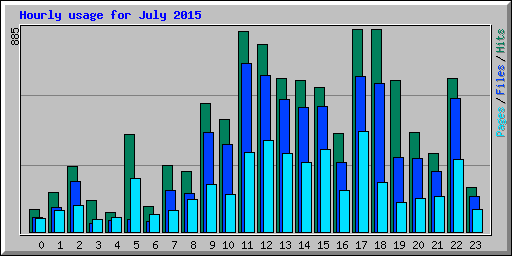 Hourly usage for July 2015
885
Pages / Files / Hits
0 1 2 3 4 5 6 7 8 9 10 11 12 13 14 15 16 17 18 19 20 21 22 23